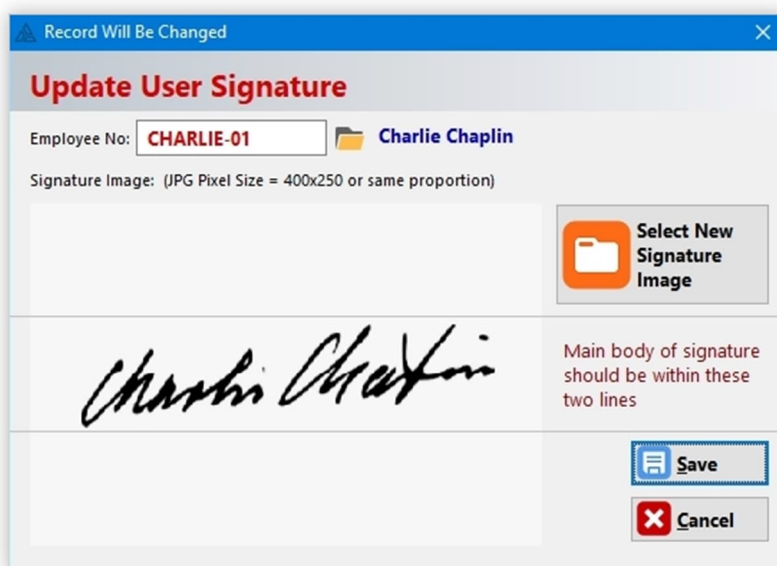 Record Will Be Changed
Update User Signature
Employee No: CHARLIE-01 Charlie Chaplin
Signature Image: (JPG Pixel Size = 400x250 or same proportion)
Select New
Signature
Image
Charlie Chaplin
Main body of signature
should be within these
two lines
Save
Cancel